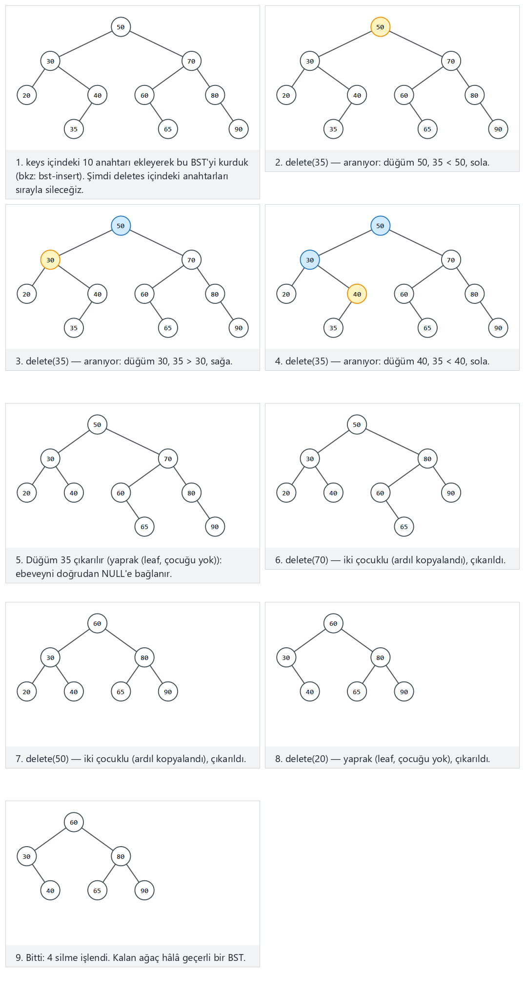 50
30 70
20 40 60 80
35 65 90
1. keys içindeki 10 anahtarı ekleyerek bu BST'yi kurduk
(bkz: bst-insert). Şimdi deletes içindeki anahtarları
sırayla sileceğiz.
50
30 70
20 40 60 80
35 65 90
2. delete(35) — aranıyor: düğüm 50, 35 < 50, sola.
50
30 70
20 40 60 80
35 65 90
3. delete(35) — aranıyor: düğüm 30, 35 > 30, sağa.
50
30 70
20 40 60 80
35 65 90
4. delete(35) — aranıyor: düğüm 40, 35 < 40, sola.
50
30 70
20 40 60 80
65 90
5. Düğüm 35 çıkarılır (yaprak (leaf, çocuğu yok)):
ebeveyni doğrudan NULL'e bağlanır.
50
30 80
20 40 60 90
65
6. delete(70) — iki çocuklu (ardıl kopyalandı), çıkarıldı.
60
30 80
20 40 65 90
7. delete(50) — iki çocuklu (ardıl kopyalandı), çıkarıldı.
60
30 80
40 65 90
8. delete(20) — yaprak (leaf, çocuğu yok), çıkarıldı.
60
30 80
40 65 90
9. Bitti: 4 silme işlendi. Kalan ağaç hâlâ geçerli bir BST.